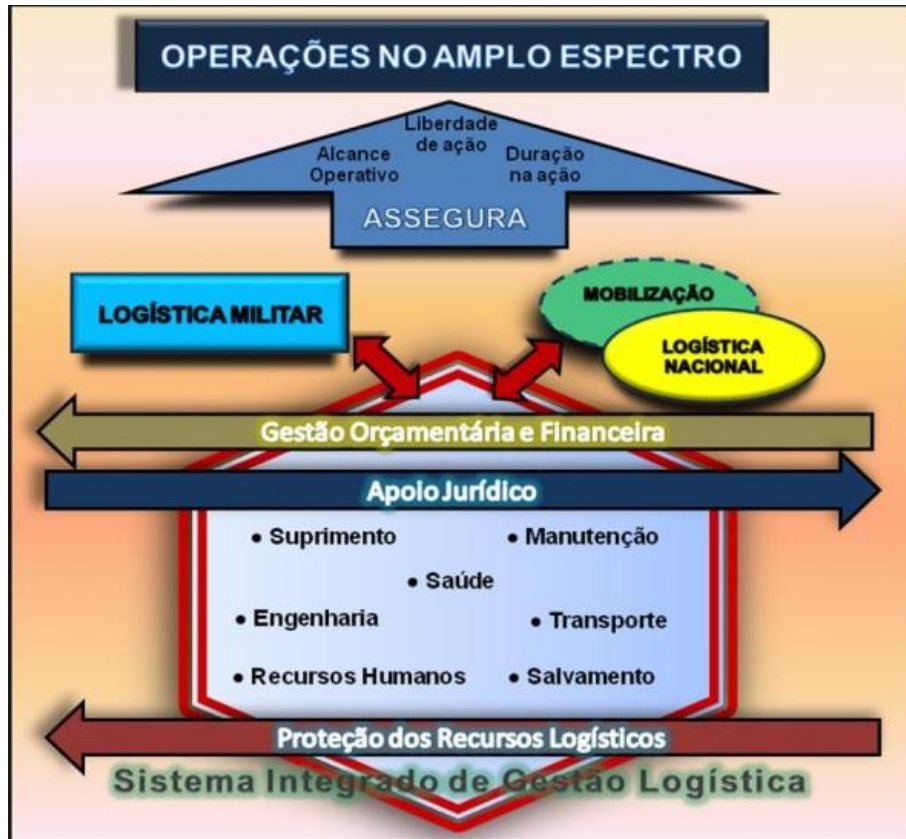 OPERAÇÕES NO AMPLO ESPECTRO
Liberdade
de ação
Alcance
Operativo
Duração
na ação
ASSEGURA
LOGÍSTICA MILITAR
MOBILIZAÇÃO
LOGÍSTICA
NACIONAL
Gestão Orçamentária e Financeira
Apoio Jurídico
• Suprimento
• Manutenção
• Saúde
• Engenharia
• Transporte
• Recursos Humanos
• Salvamento
Proteção dos Recursos Logísticos
Sistema Integrado de Gestão Logística